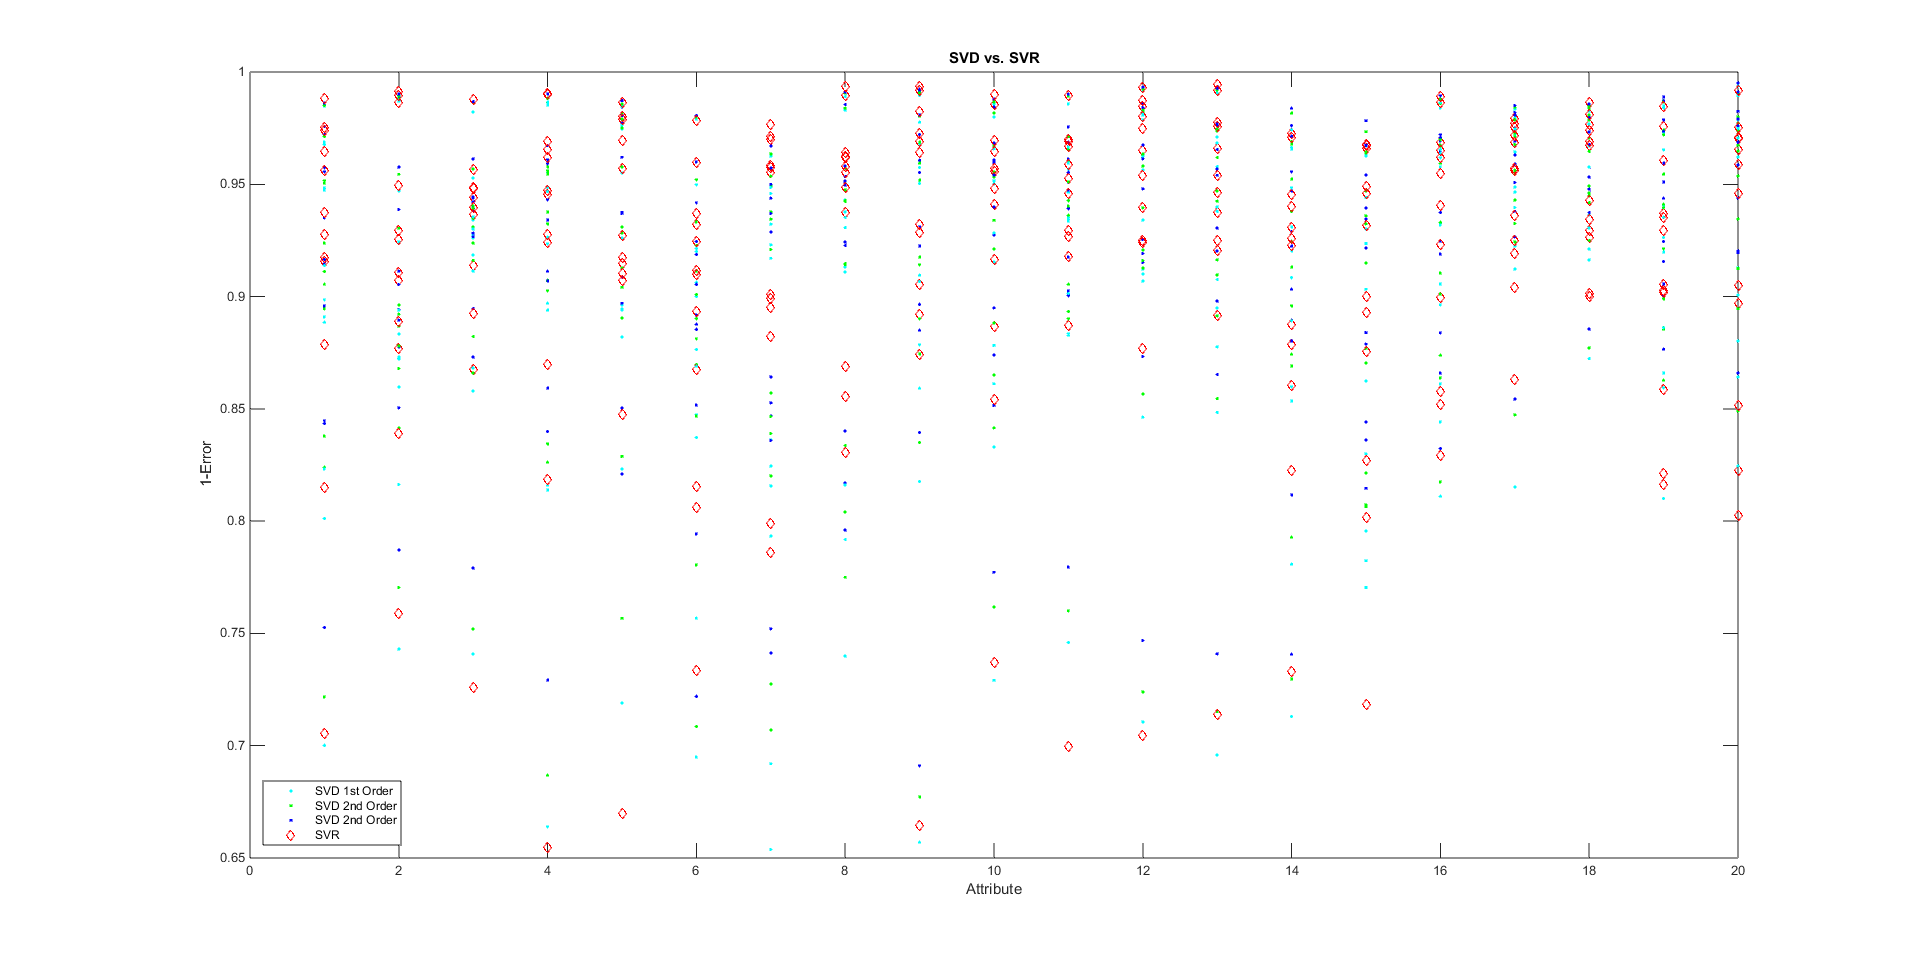 SVD vs. SVR
1
0.95
0.9
0.85
0.8
0.75
0.7
0.65
1-Error
SVD 1st Order
SVD 2nd Order
SVD 2nd Order
SVR
0 2 4 6 8 10 12 14 16 18 20
Attribute